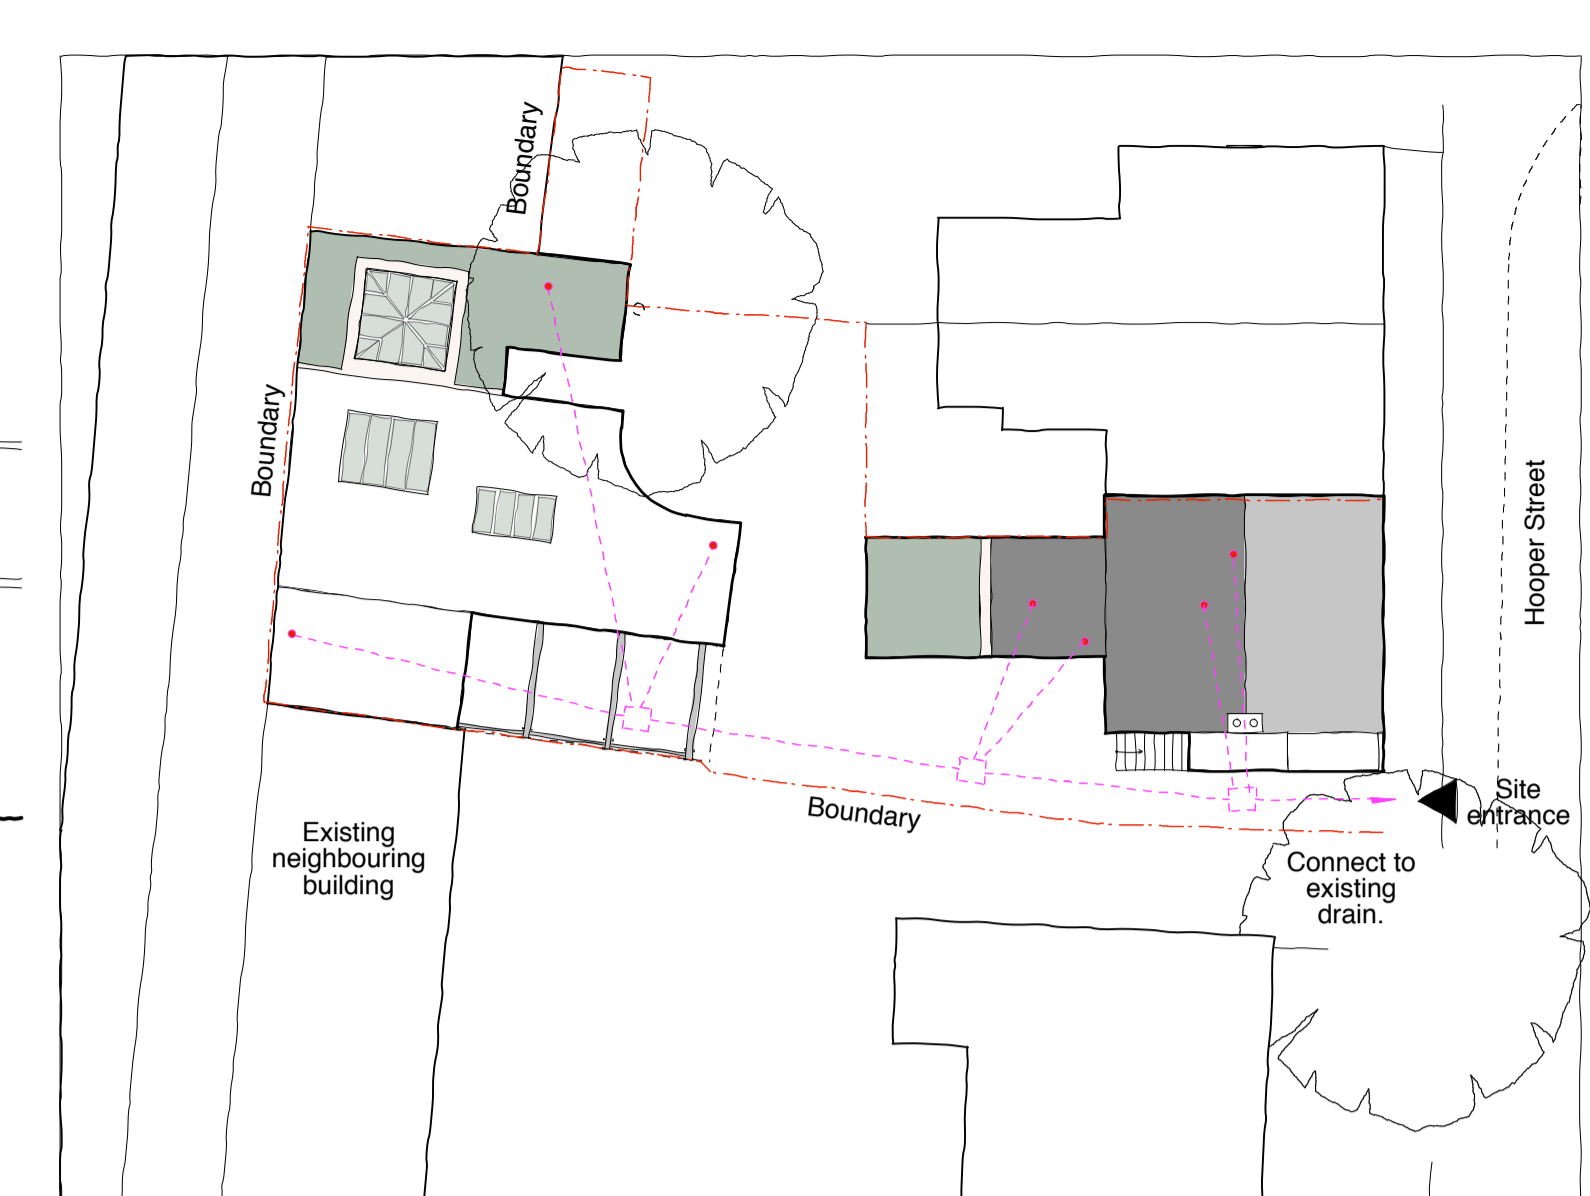 Boundary
Boundary
Hooper Street
Site
entrance
Boundary
Existing
neighbouring
building
Connect to
existing
drain.